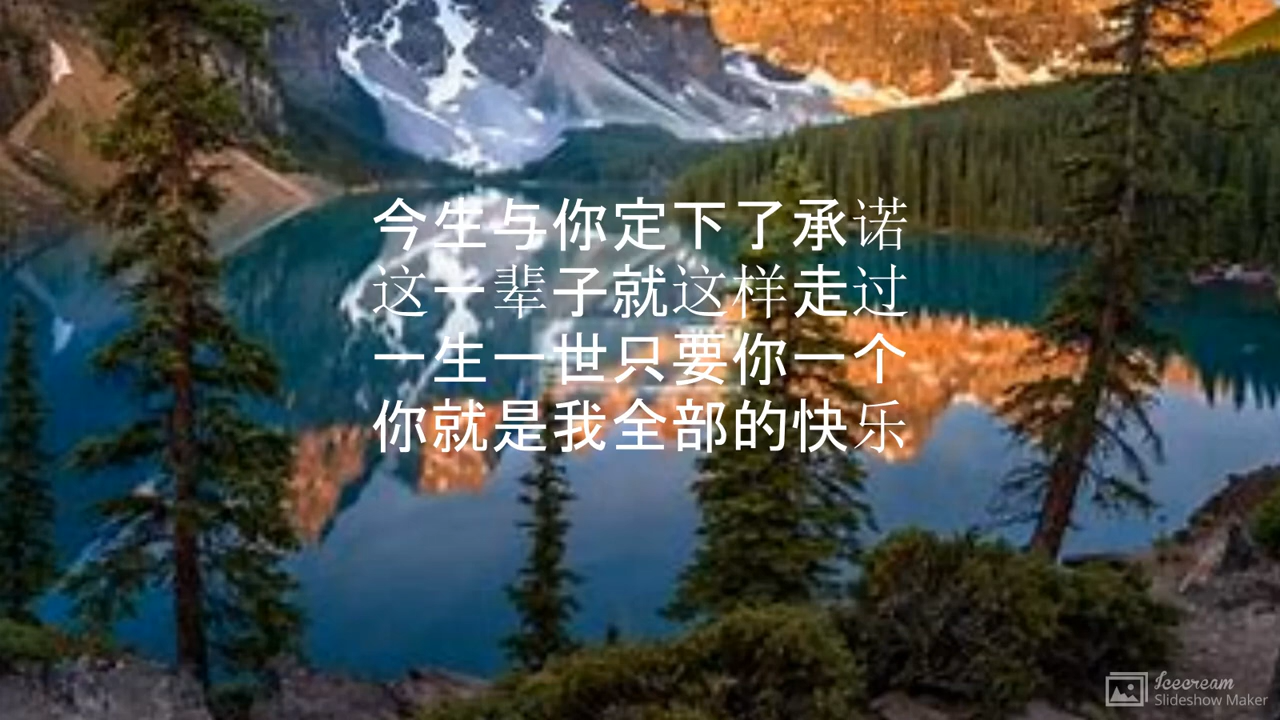 今生与你定下了承诺
这一辈子就这样走过
一生一世只要你一个
你就是我全部的快乐
Icecream
Slideshow Maker